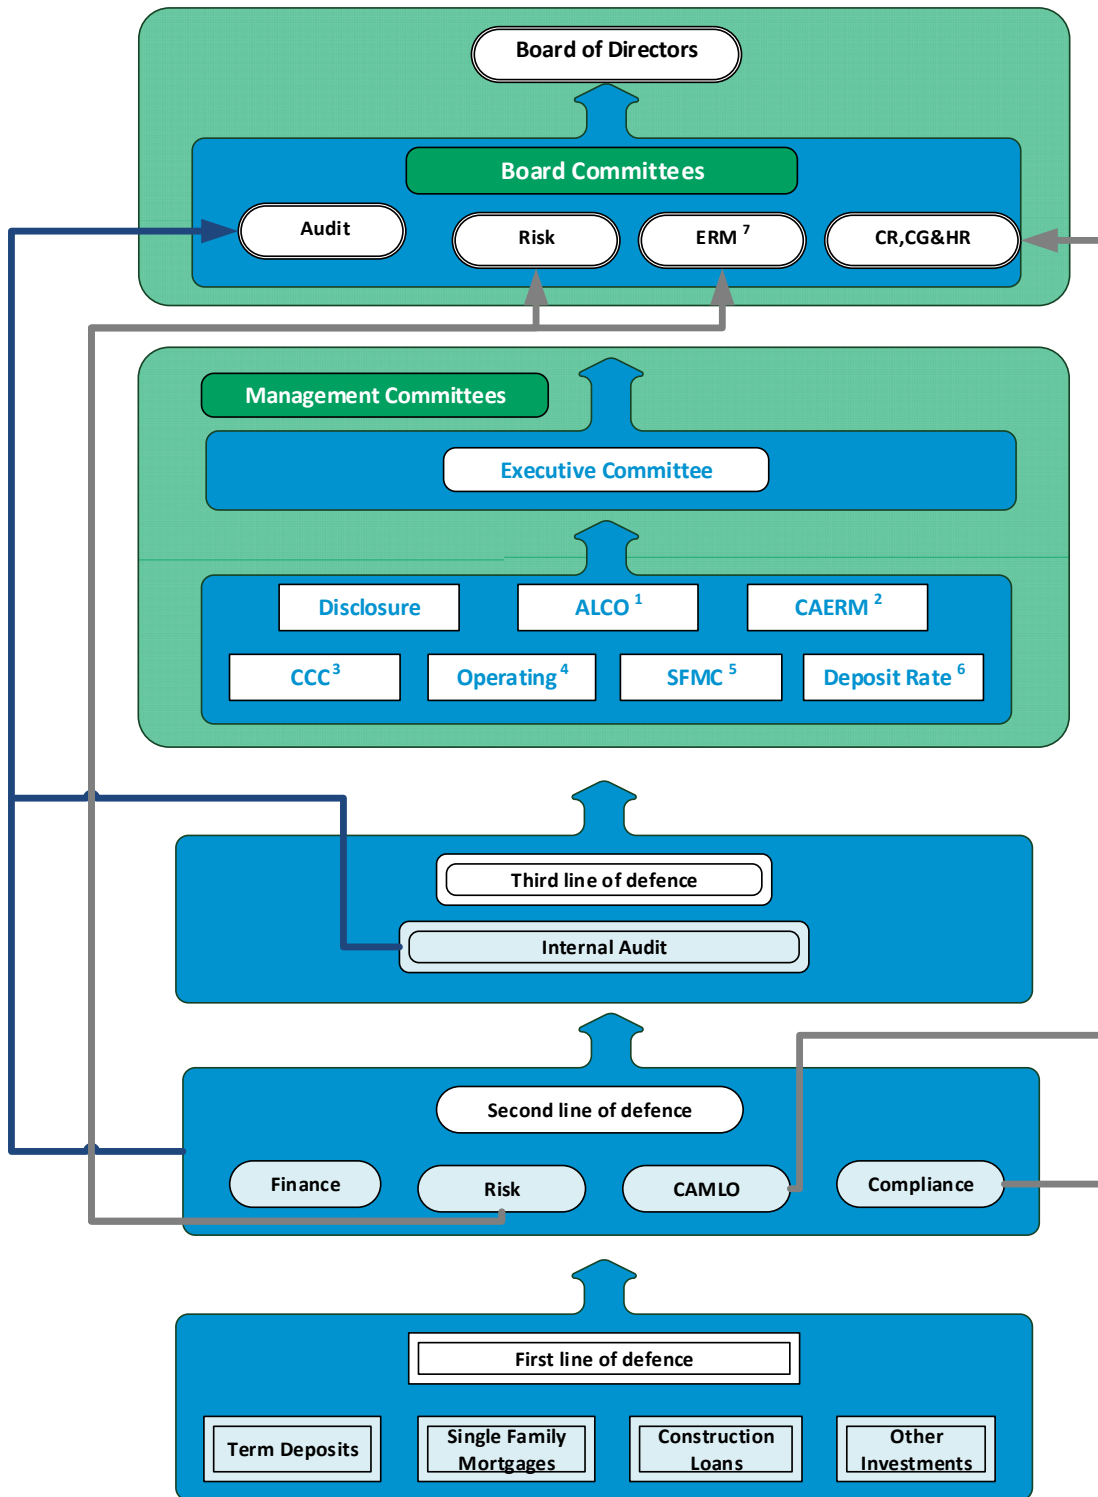 Board of Directors
Board Committees
Audit
Risk
ERM 7
CR,CG&HR
Management Committees
Executive Committee
Disclosure
ALCO 1
CAERM 2
CCC 3
Operating 4
SFMC 5
Deposit Rate 6
Third line of defence
Internal Audit
Second line of defence
Finance
Risk
CAMLO
Compliance
First line of defence
Term Deposits
Single Family
Mortgages
Construction
Loans
Other
Investments